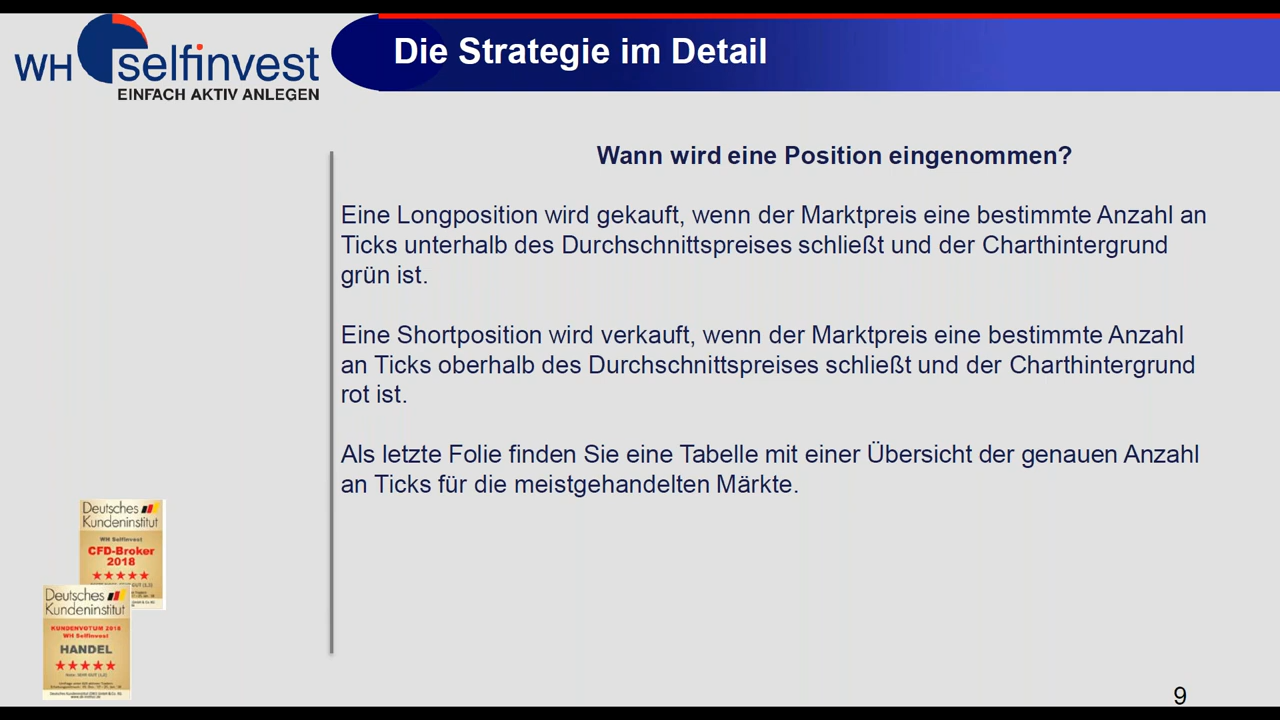 WH selfinvest
EINFACH AKTIV ANLEGEN
Die Strategie im Detail
Wann wird eine Position eingenommen?
Eine Longposition wird gekauft, wenn der Marktpreis eine bestimmte Anzahl an
Ticks unterhalb des Durchschnittspreises schließt und der Charthintergrund
grün ist.
Eine Shortposition wird verkauft, wenn der Marktpreis eine bestimmte Anzahl
an Ticks oberhalb des Durchschnittspreises schließt und der Charthintergrund
rot ist.
Als letzte Folie finden Sie eine Tabelle mit einer Übersicht der genauen Anzahl
an Ticks für die meistgehandelten Märkte.
Deutsches
Kundeninstitut
WH Selfinvest
CFD-Broker
2018
Deutsches
Kundeninstitut
KUNDENVOTUM 2018
WH Selfinvest
HANDEL
9